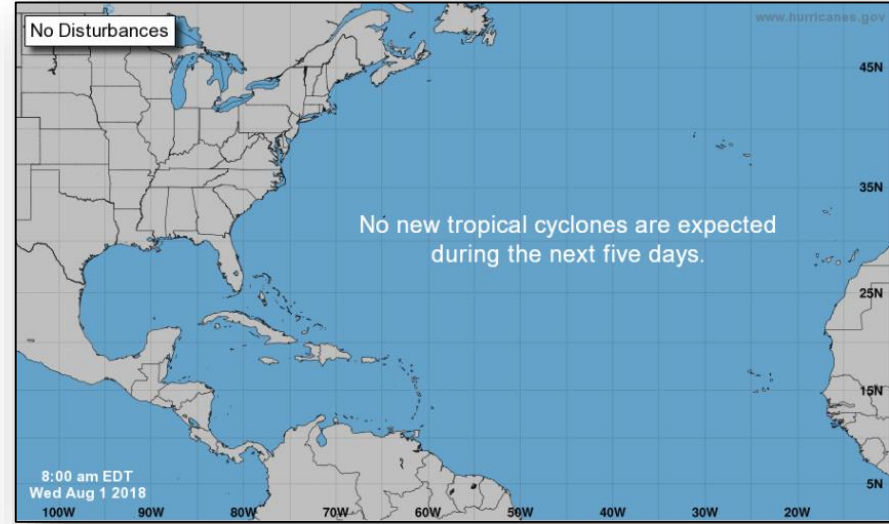 No Disturbances
www.hurricanes.gov
45N
35N
No new tropical cyclones are expected
during the next five days.
25N
15N
8:00 am EDT
Wed Aug 1 2018
5N
100W 90W 80W 70W 60W 50W 40W 30W 20W